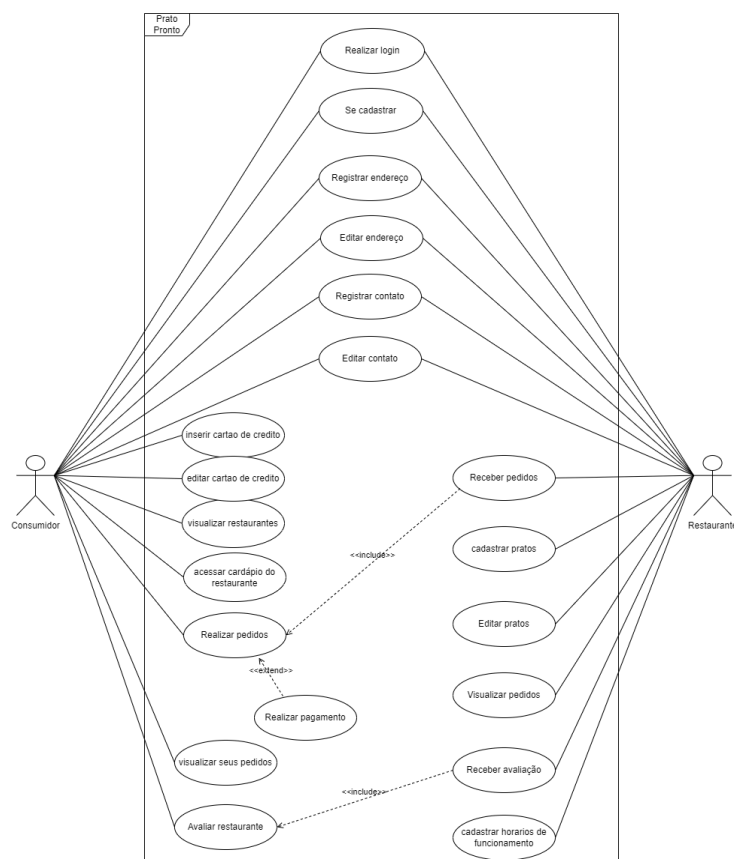 Prato
Pronto
Realizar login
Se cadastrar
Registrar endereço
Editar endereço
Registrar contato
Editar contato
inserir cartao de credito
editar cartao de credito
Receber pedidos
visualizar restaurantes
Consumidor
Restaurante
cadastrar pratos
<<include>>
acessar cardápio do
restaurante
Editar pratos
Realizar pedidos
<<extend>>
Visualizar pedidos
Realizar pagamento
visualizar seus pedidos
Receber avaliação
<<include>>
Avaliar restaurante
cadastrar horarios de
funcionamento